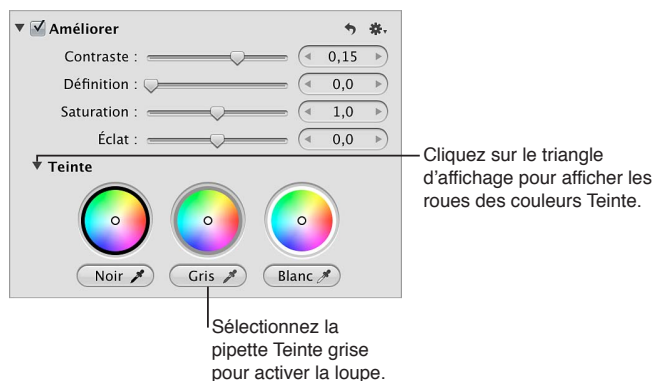 Améliorer
Contraste : 0,15
Définition : 0,0
Saturation : 1,0
Éclat : 0,0
Teinte
Noir Gris Blanc
Cliquez sur le triangle
d'affichage pour afficher les
roues des couleurs Teinte.
Sélectionnez la
pipette Teinte grise
pour activer la loupe.